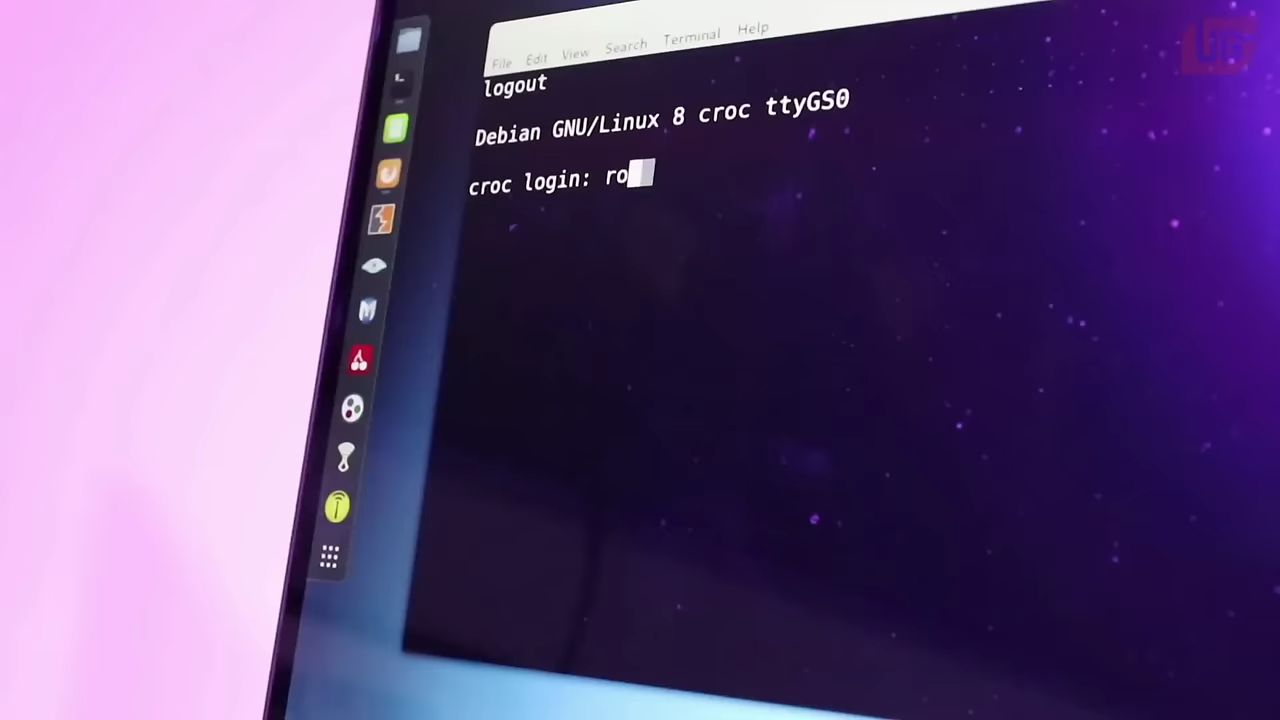 File Edit View Search Terminal Help
logout
Debian GNU/Linux 8 croc ttyGS0
croc login: ro